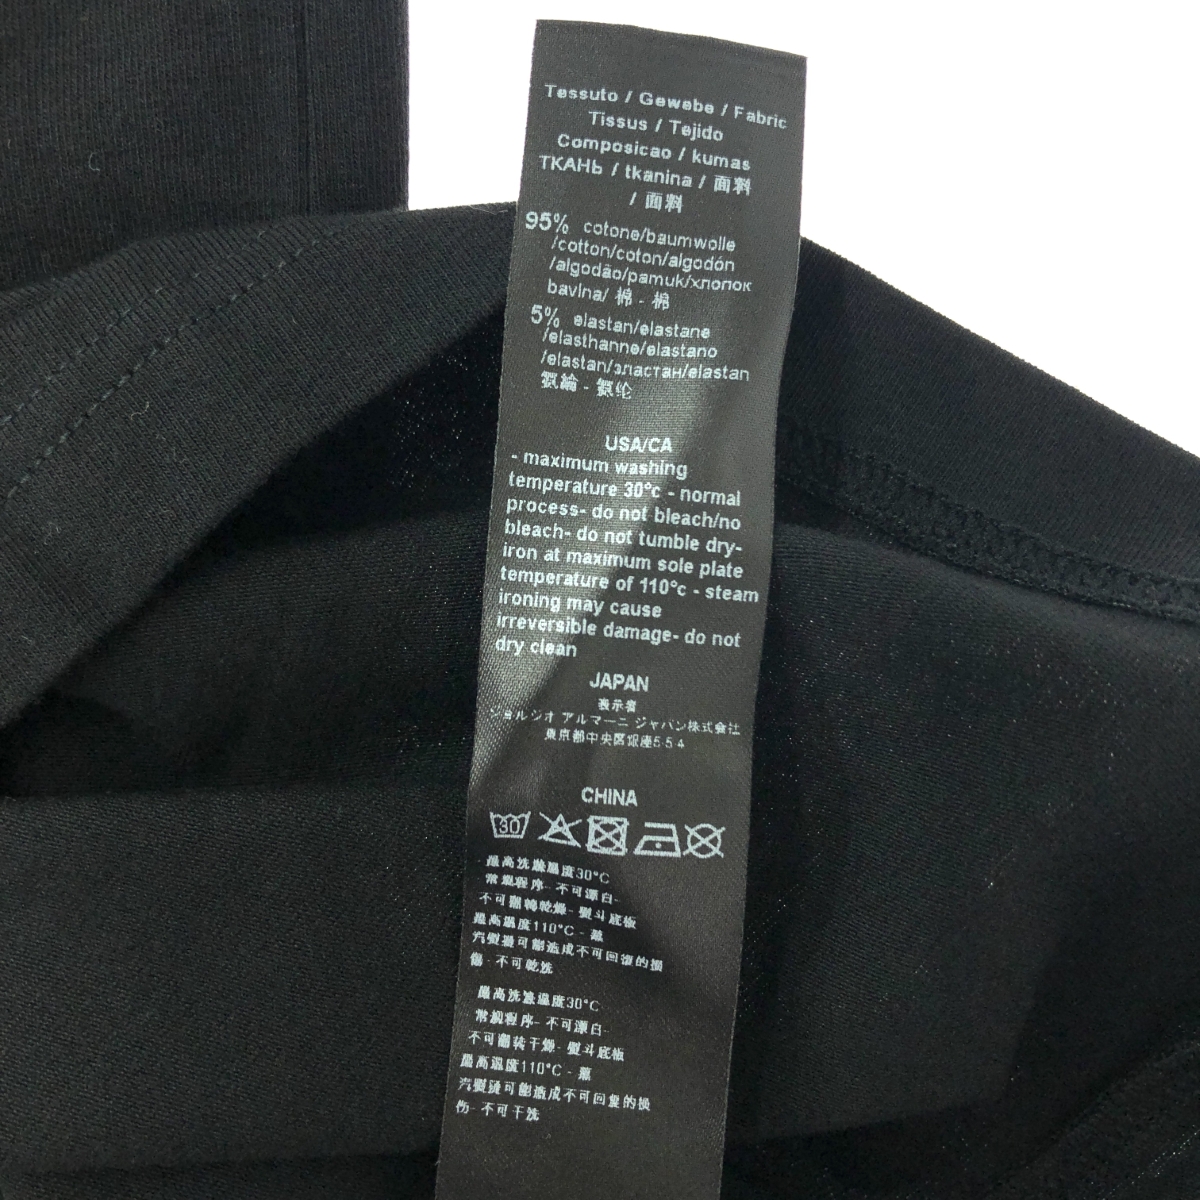 Tessuto / Gewebe / Fabric
Tissus / Tejido
Composicao / kumas
ТКАНЬ / tkanina / 面料
/ 面料
95% cotone/baumwolle
/cotton/coton/algodón
/algodão/pamuk/хлопок
bavlna/ 棉 - 棉
5% elastan/elastane
/elasthanne/elastano
/elastan/эластан/elastan
氨綸 - 氨纶
USA/CA
- maximum washing
temperature 30°c - normal
process- do not bleach/no
bleach- do not tumble dry-
iron at maximum sole plate
temperature of 110°c - steam
ironing may cause
irreversible damage- do not
dry clean
JAPAN
表示者
ジョルジオ アルマーニ ジャパン株式会社
東京都中央区銀座5 5 4
CHINA
30
最高洗滌溫度30°C
常規程序- 不可漂白-
不可翻轉乾燥- 熨斗底板
最高溫度110°C - 蒸
汽熨燙可能造成不可回復的損
傷- 不可乾洗
最高洗涤温度30°C
常规程序- 不可漂白-
不可翻装干燥- 熨斗底板
最高温度110°C - 蒸
汽熨烫可能造成不可回复的损
伤- 不可干洗